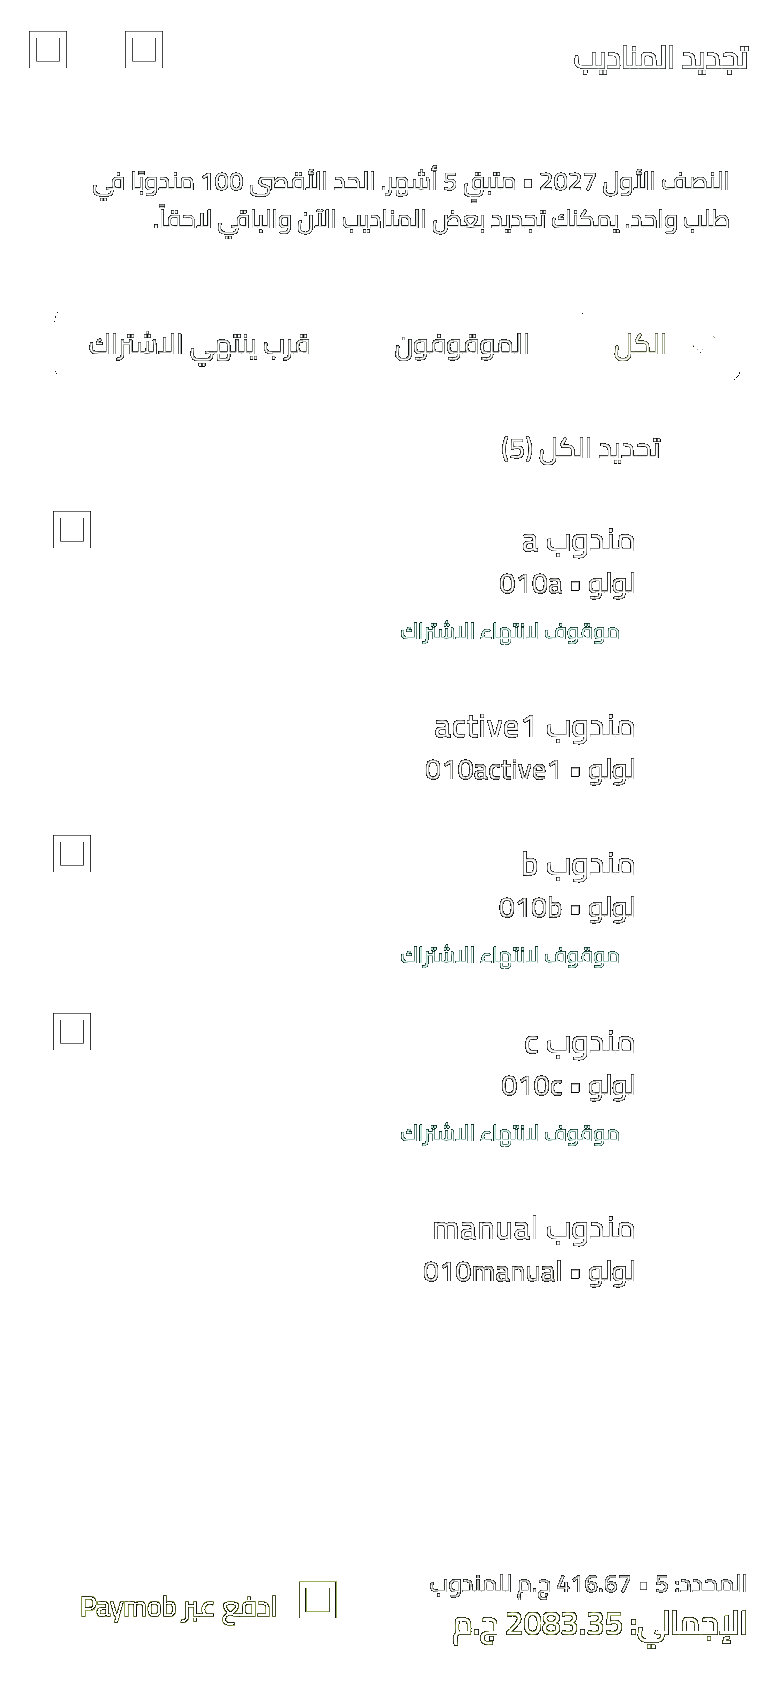 تجديد المناديب
النصف الأول 2027 • متبقٍ 5 أشهر. الحد الأقصى 100 مندوبًا في
طلب واحد. يمكنك تجديد بعض المناديب الآن والباقي لاحقاً.
الكل
الموقوفون
قرب ينتهي الاشتراك
تحديد الكل (5)
مندوب a
لولو • 010a
موقوف لانتهاء الاشتراك
مندوب active1
لولو • 010active1
مندوب b
لولو • 010b
موقوف لانتهاء الاشتراك
مندوب c
لولو • 010c
موقوف لانتهاء الاشتراك
مندوب manual
لولو • 010manual
المحدد: 5 • 416.67 ج.م للمندوب
الإجمالي: 2083.35 ج.م
ادفع عبر Paymob